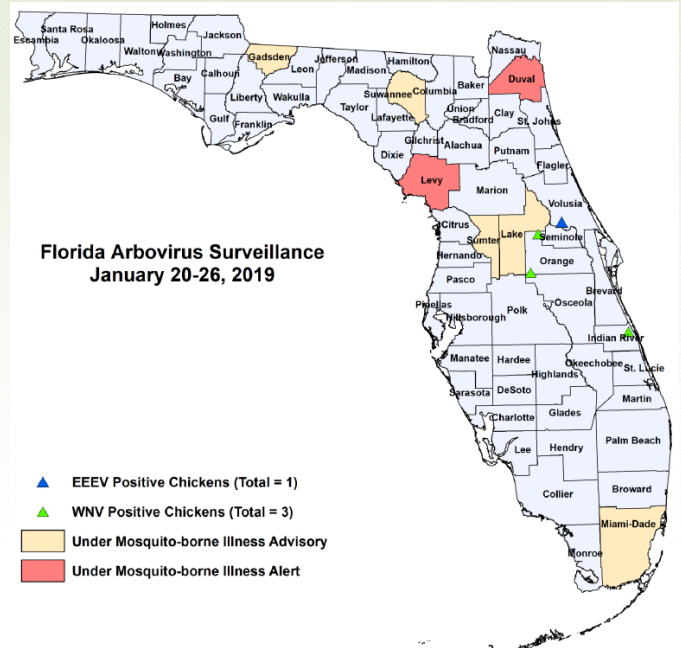 Holmes
Santa Rosa
Jackson
Escambia
Okaloosa
Walton
Washington
Gadsden
Jefferson
Hamilton
Nassau
Leon
Madison
Duval
Bay
Calhoun
Suwannee
Columbia
Baker
Liberty
Wakulla
Taylor
Union
Clay
Bradford
St. Johns
Gulf
Franklin
Lafayette
Gilchrist
Alachua
Putnam
Dixie
Flagler
Levy
Marion
Volusia
Citrus
Lake
Sumter
Seminole
Hernando
Orange
Florida Arbovirus Surveillance
January 20-26, 2019
Pasco
Brevard
Osceola
Pinellas
Hillsborough
Polk
Indian River
Manatee
Hardee
Okeechobee
St. Lucie
Highlands
Sarasota
DeSoto
Martin
Charlotte
Glades
Lee
Hendry
Palm Beach
EEEV Positive Chickens (Total = 1)
Collier
Broward
WNV Positive Chickens (Total = 3)
Miami-Dade
Under Mosquito-borne Illness Advisory
Monroe
Under Mosquito-borne Illness Alert